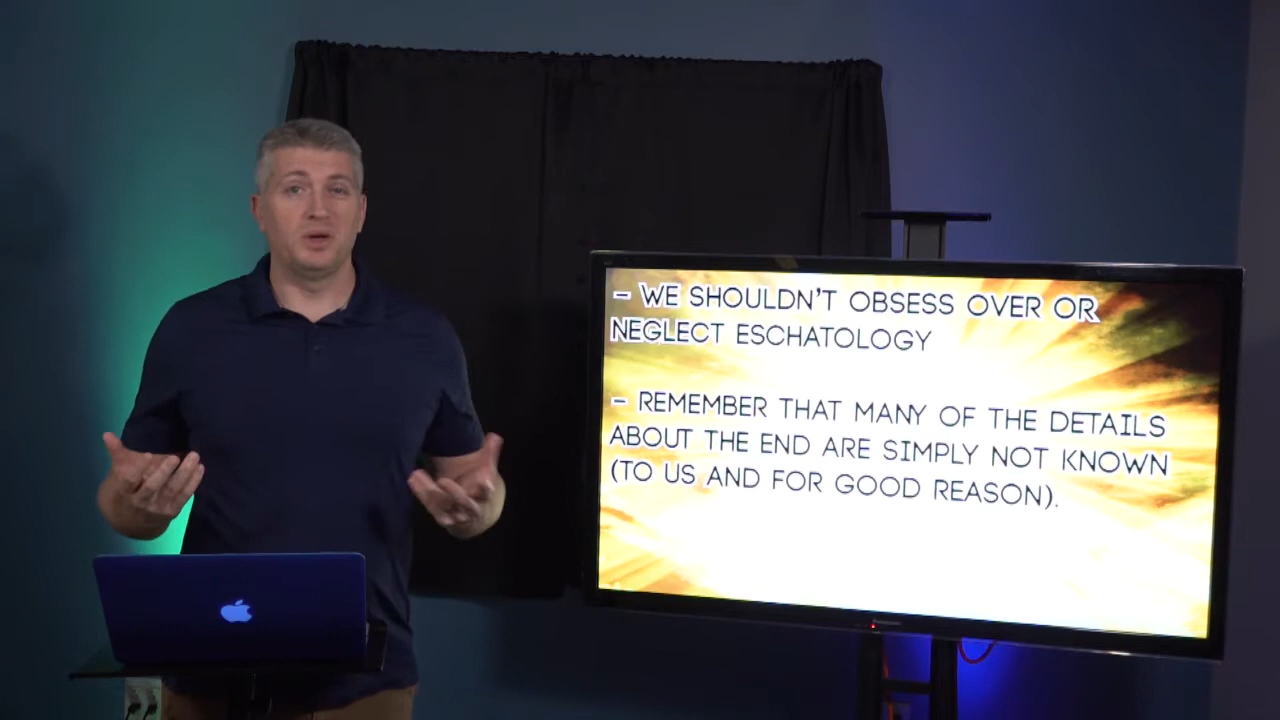 - WE SHOULDN'T OBSESS OVER OR
NEGLECT ESCHATOLOGY
- REMEMBER THAT MANY OF THE DETAILS
ABOUT THE END ARE SIMPLY NOT KNOWN
(TO US AND FOR GOOD REASON).